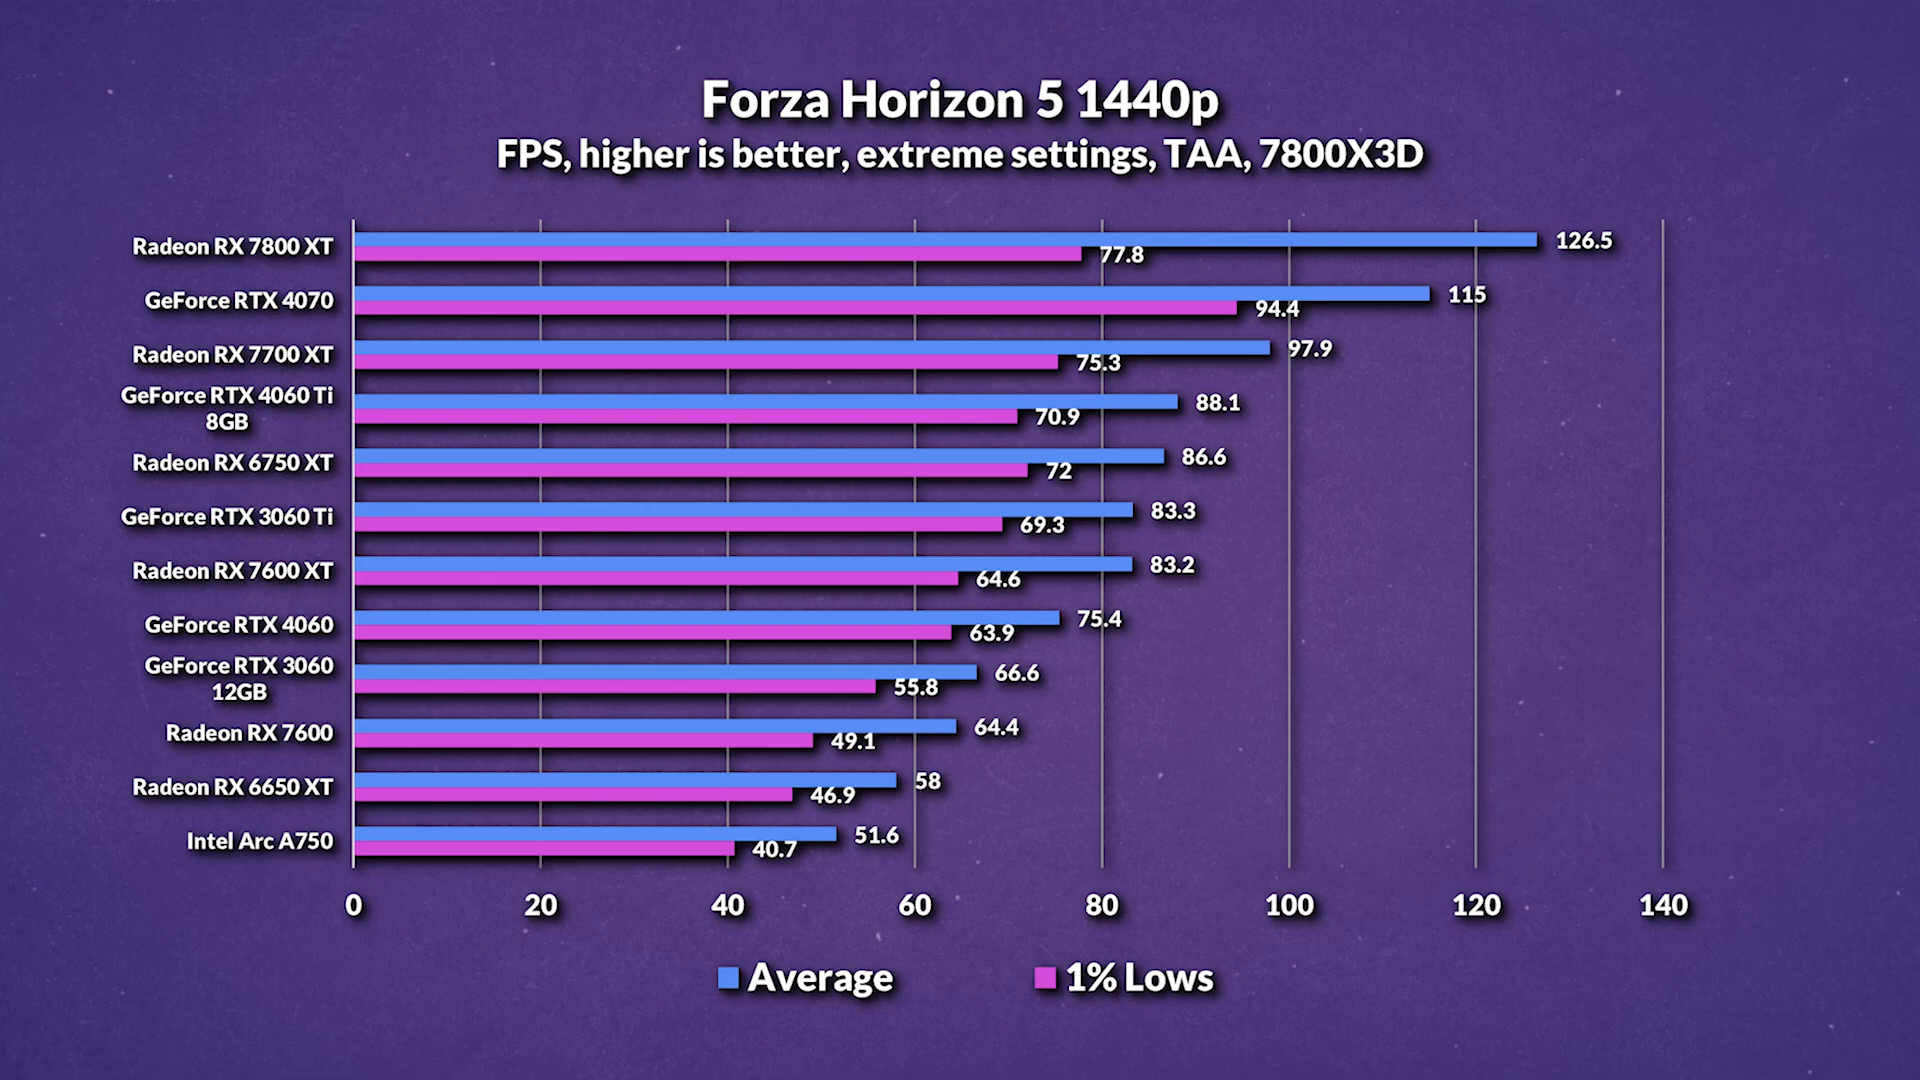 Forza Horizon 5 1440p
FPS, higher is better, extreme settings, TAA, 7800X3D
Radeon RX 7800 XT
126.5
77.8
GeForce RTX 4070
115
94.4
Radeon RX 7700 XT
97.9
75.3
GeForce RTX 4060 Ti
8GB
88.1
70.9
Radeon RX 6750 XT
86.6
72
GeForce RTX 3060 Ti
83.3
69.3
Radeon RX 7600 XT
83.2
64.6
GeForce RTX 4060
75.4
63.9
GeForce RTX 3060
12GB
66.6
55.8
Radeon RX 7600
64.4
49.1
Radeon RX 6650 XT
58
46.9
Intel Arc A750
51.6
40.7
0 20 40 60 80 100 120 140
Average 1% Lows